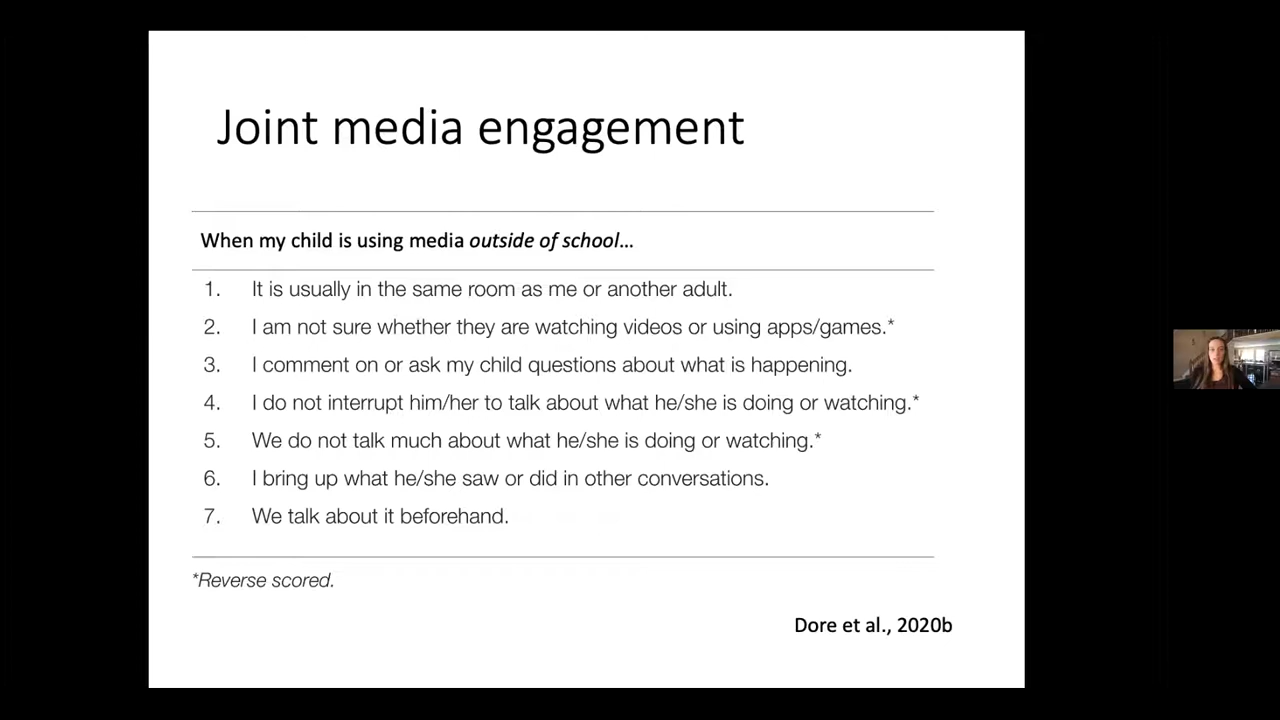 Joint media engagement
When my child is using media outside of school…
1. It is usually in the same room as me or another adult.
2. I am not sure whether they are watching videos or using apps/games.*
3. I comment on or ask my child questions about what is happening.
4. I do not interrupt him/her to talk about what he/she is doing or watching.*
5. We do not talk much about what he/she is doing or watching.*
6. I bring up what he/she saw or did in other conversations.
7. We talk about it beforehand.
*Reverse scored.
Dore et al., 2020b